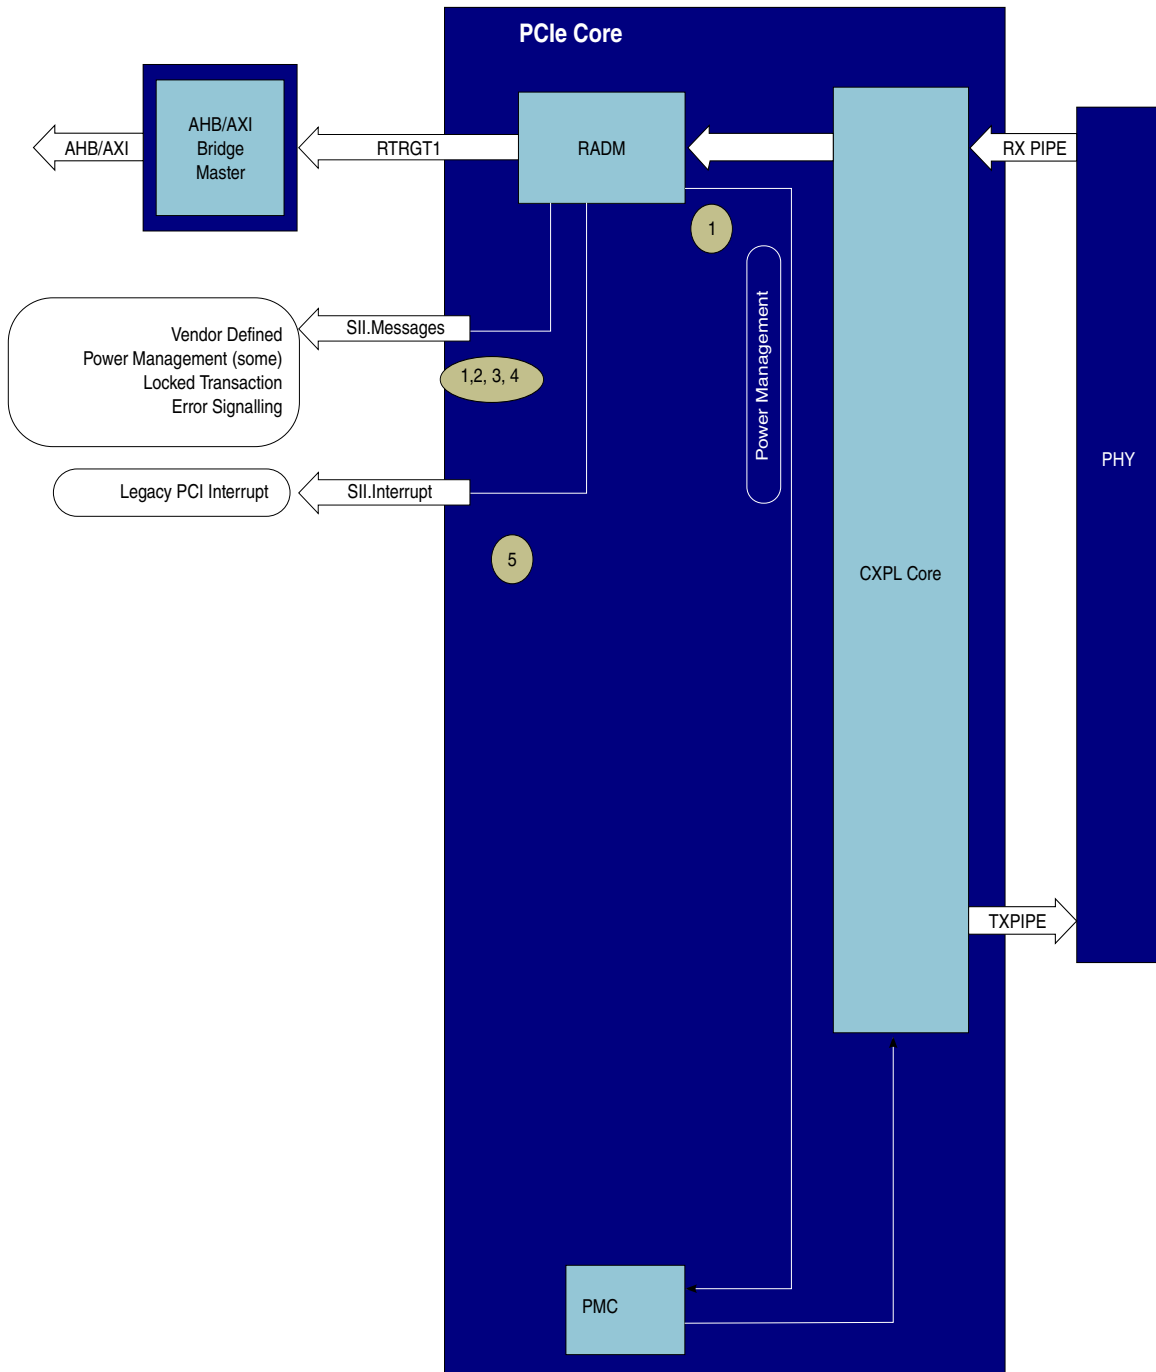 PCIe Core
AHB/AXI
AHB/AXI
Bridge
Master
RTRGT1
RADM
RX PIPE
1
Vendor Defined
Power Management (some)
Locked Transaction
Error Signalling
SII.Messages
1,2, 3, 4
Power Management
Legacy PCI Interrupt
SII.Interrupt
5
PHY
CXPL Core
TXPIPE
PMC